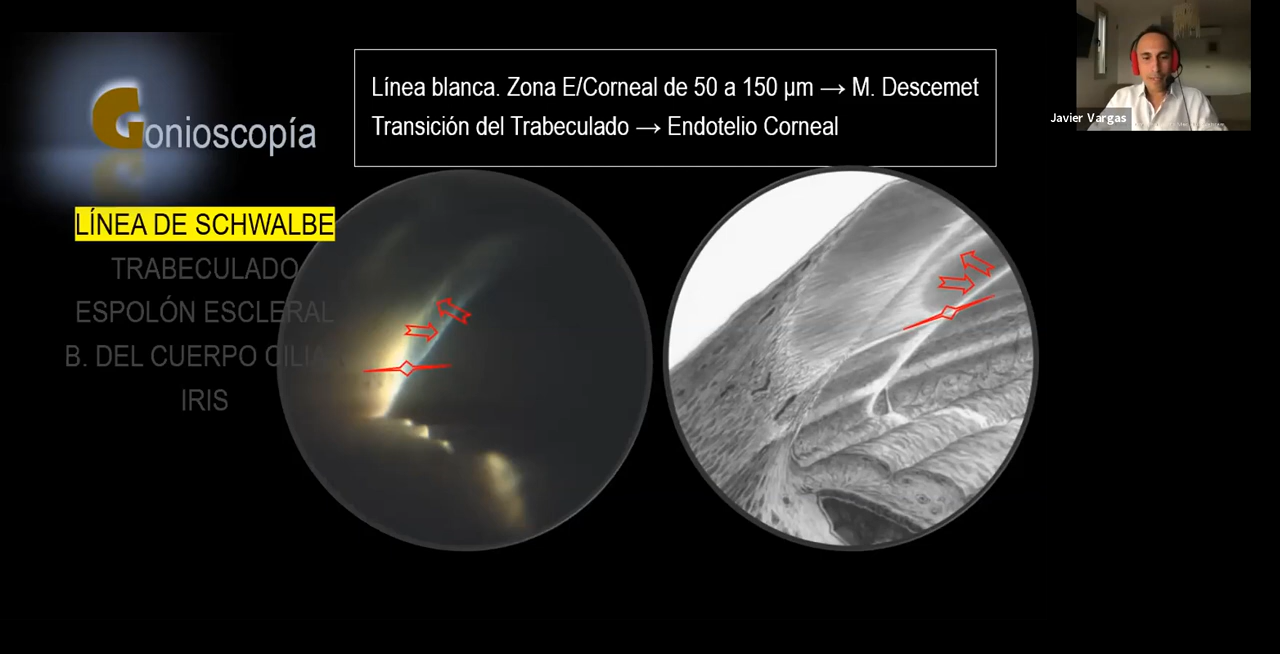 Gonioscopía
Línea blanca. Zona E/Corneal de 50 a 150 µm → M. Descemet
Transición del Trabeculado → Endotelio Corneal
Javier Vargas
LÍNEA DE SCHWALBE
TRABECULADO
ESPOLÓN ESCLERAL
B. DEL CUERPO CILIA
IRIS